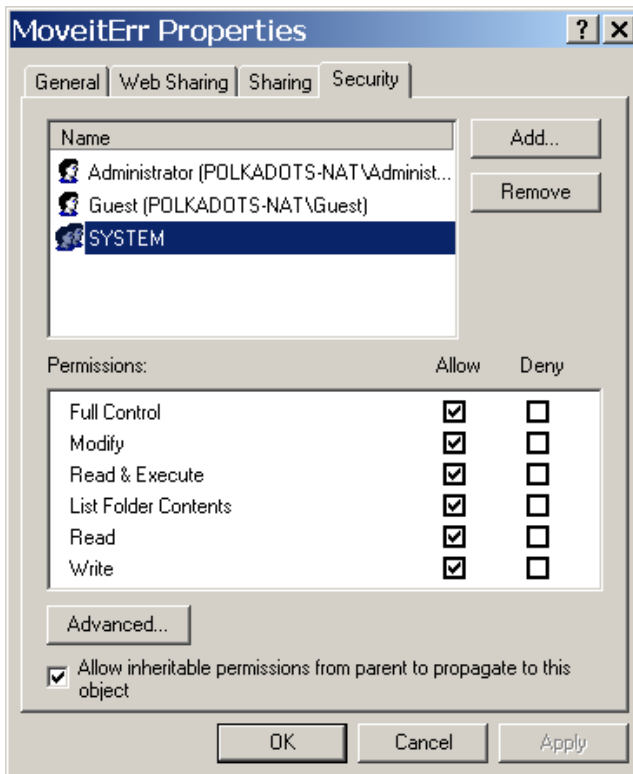 MoveitErr Properties
General Web Sharing Sharing Security
Name
Add...
Administrator (POLKADOTS-NAT\Administ...
Remove
Guest (POLKADOTS-NAT\Guest)
SYSTEM
Permissions: Allow Deny
Full Control
Modify
Read & Execute
List Folder Contents
Read
Write
Advanced...
Allow inheritable permissions from parent to propagate to this
object
OK Cancel Apply